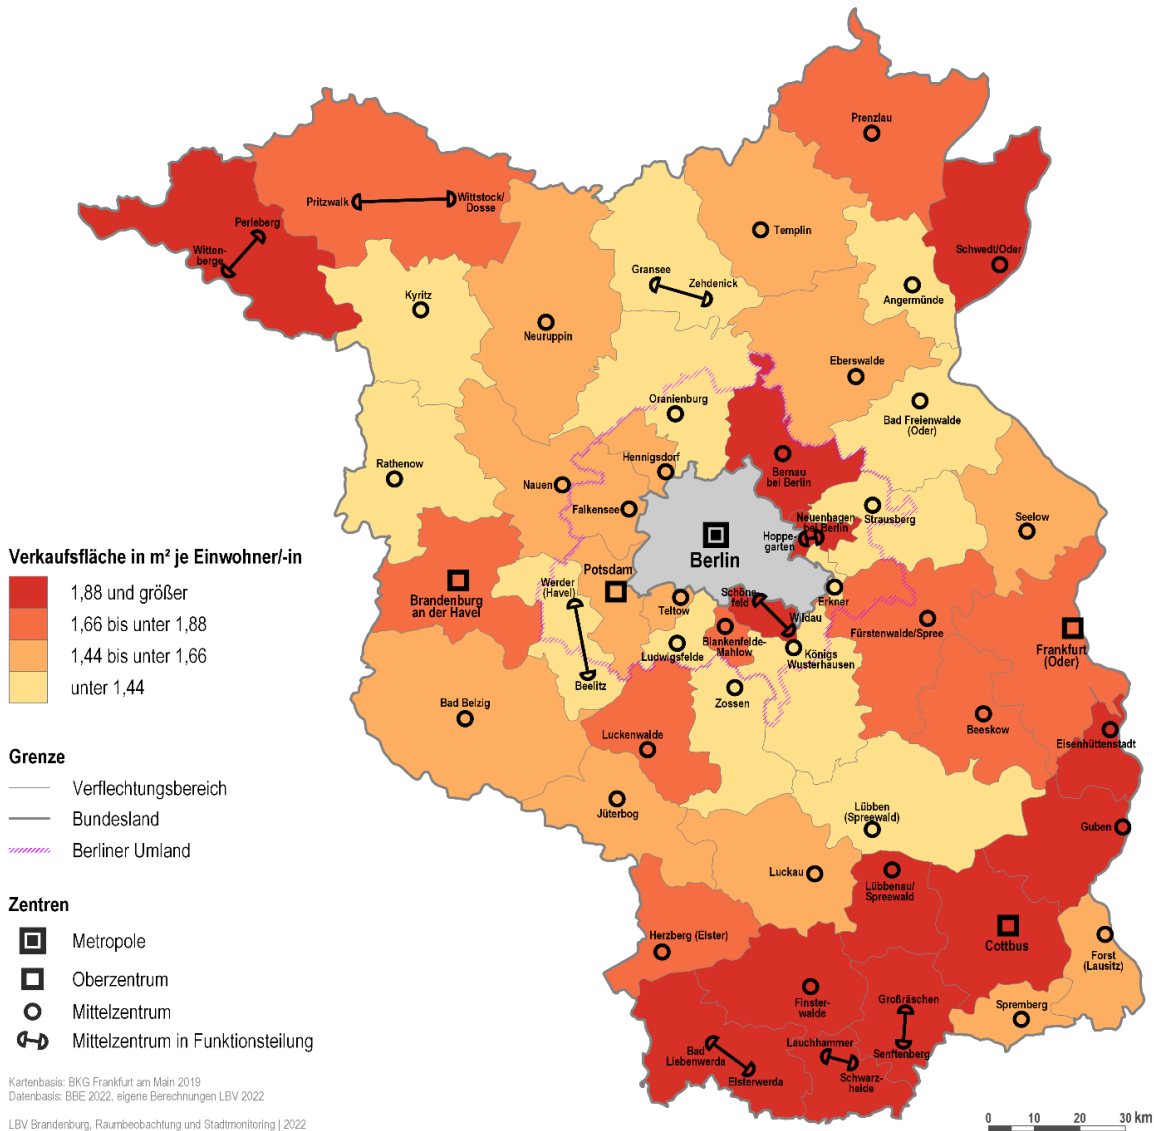 Prenzlau
Pritzwalk
Wittstock/
Dosse
Perleberg
Witten-
berge
Templin
Schwedt/Oder
Gransee
Zehdenick
Angermünde
Kyritz
Neuruppin
Eberswalde
Oranienburg
Bad Freienwalde
(Oder)
Hennigsdorf
Rathenow
Nauen
Bernau
bei Berlin
Falkensee
Neuenhagen
bei Berlin
Strausberg
Seelow
Hoppe-
garten
Berlin
Potsdam
Werder
(Havel)
Brandenburg
an der Havel
Teltow
Schöne-
feld
Erkner
Wildau
Fürstenwalde/Spree
Frankfurt
(Oder)
Ludwigsfelde
Blankenfelde-
Mahlow
Königs
Wusterhausen
Beelitz
Zossen
Bad Belzig
Luckenwalde
Beeskow
Eisenhüttenstadt
Jüterbog
Lübben
(Spreewald)
Guben
Luckau
Lübbenau/
Spreewald
Herzberg (Elster)
Cottbus
Forst
(Lausitz)
Finster-
walde
Großräschen
Spremberg
Bad
Liebenwerda
Elsterwerda
Lauchhammer
Schwarz-
heide
Senftenberg
Verkaufsfläche in m² je Einwohner/-in
1,88 und größer
1,66 bis unter 1,88
1,44 bis unter 1,66
unter 1,44
Grenze
Verflechtungsbereich
Bundesland
Berliner Umland
Zentren
Metropole
Oberzentrum
Mittelzentrum
Mittelzentrum in Funktionsteilung
Kartenbasis: BKG Frankfurt am Main 2019
Datenbasis: BBE 2022, eigene Berechnungen LBV 2022
LBV Brandenburg, Raumbeobachtung und Stadtmonitoring | 2022
0 10 20 30 km